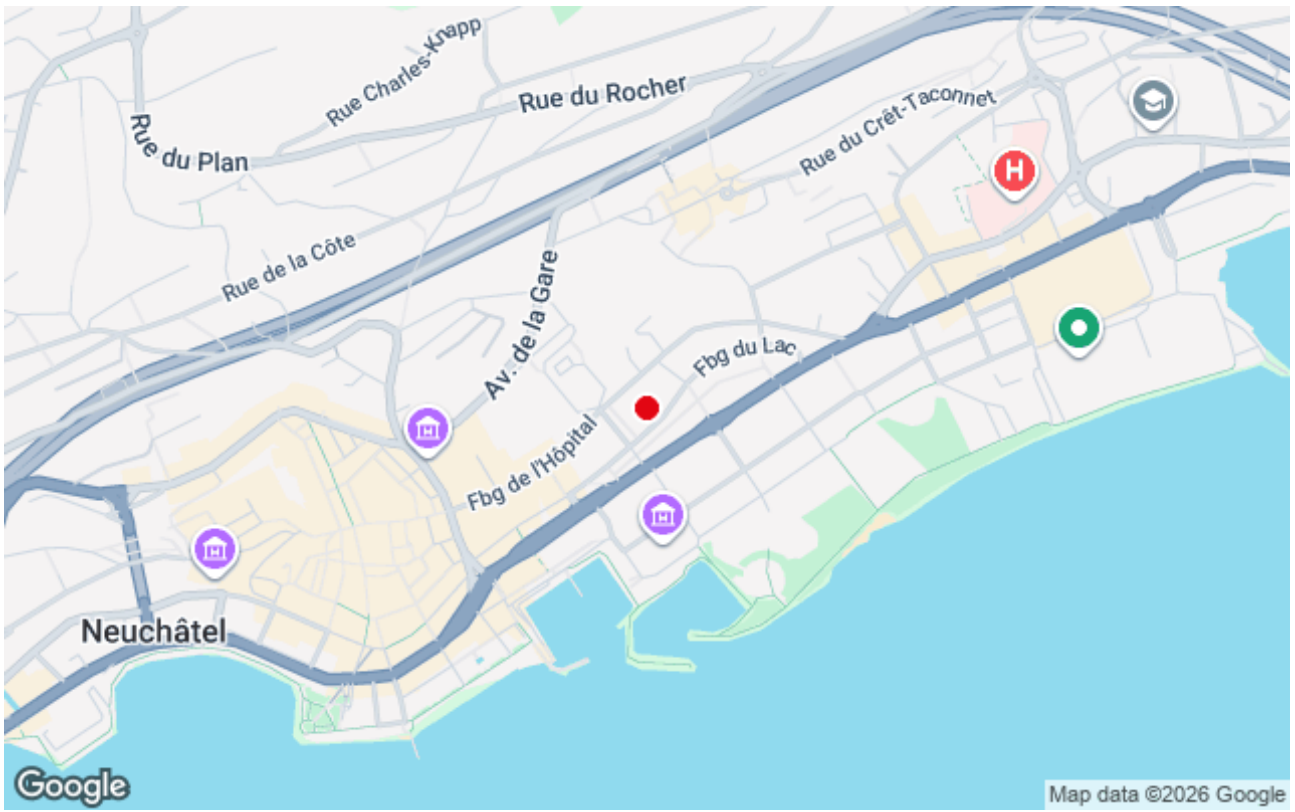 Rue Charles-Knapp
Rue du Rocher
Rue du Plan
Rue du Crêt-Taconnet
H
Rue de la Côte
Av. de la Gare
Fbg du Lac
H
Fbg de l'Hôpital
H
H
Neuchâtel
Google
Map data ©2026 Google